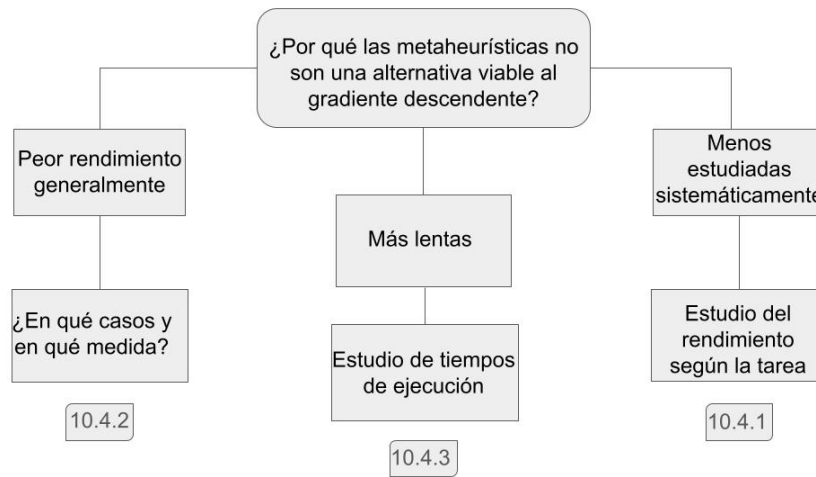 ¿Por qué las metaheurísticas no
son una alternativa viable al
gradiente descendente?
Peor rendimiento
generalmente
Más lentas
Menos
estudiadas
sistemáticamente
¿En qué casos y
en qué medida?
Estudio de tiempos
de ejecución
Estudio del
rendimiento
según la tarea
10.4.2
10.4.3
10.4.1